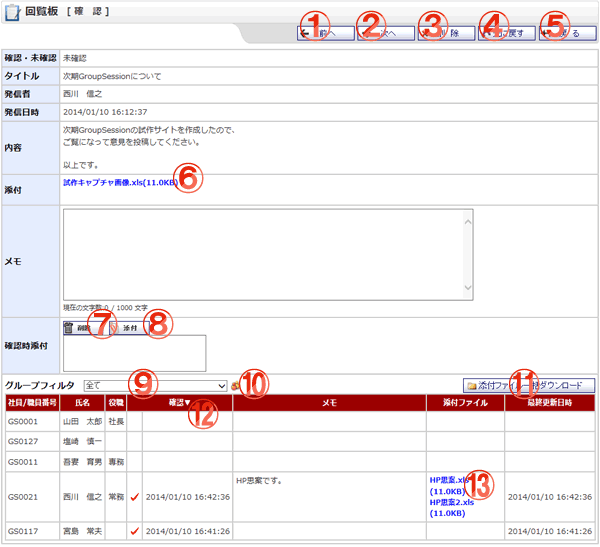 回覧板 [ 確 認 ]
① 前へ ② 次へ ③ 削 除 ④ 元に戻す ⑤ 戻 る
確認・未確認 未確認
タイトル 次期GroupSessionについて
発信者 西川 信之
発信日時 2014/01/10 16:12:37
内容
次期GroupSessionの試作サイトを作成したので、
ご覧になって意見を投稿してください。
以上です。
添付 試作キャプチャ画像.xls(11.0KB) ⑥
メモ
現在の文字数:0 / 1000 文字
⑦ 削除 ⑧ 添付
確認時添付
グループフィルタ 全て ⑨ ⑩ ⑪ 添付ファイル一括ダウンロード
社員/職員番号 氏名 役職 確認▼ ⑫ メモ 添付ファイル 最終更新日時
GS0001 山田 太郎 社長
GS0127 塩崎 慎一
GS0011 吾妻 育男 専務
GS0021 西川 信之 常務 ✓ 2014/01/10 16:42:36 HP思案です。 HP思案.xls ⑬
(11.0KB)
HP思案2.xls
(11.0KB) 2014/01/10 16:42:36
GS0117 宮島 常夫 ✓ 2014/01/10 16:41:26 2014/01/10 16:41:26